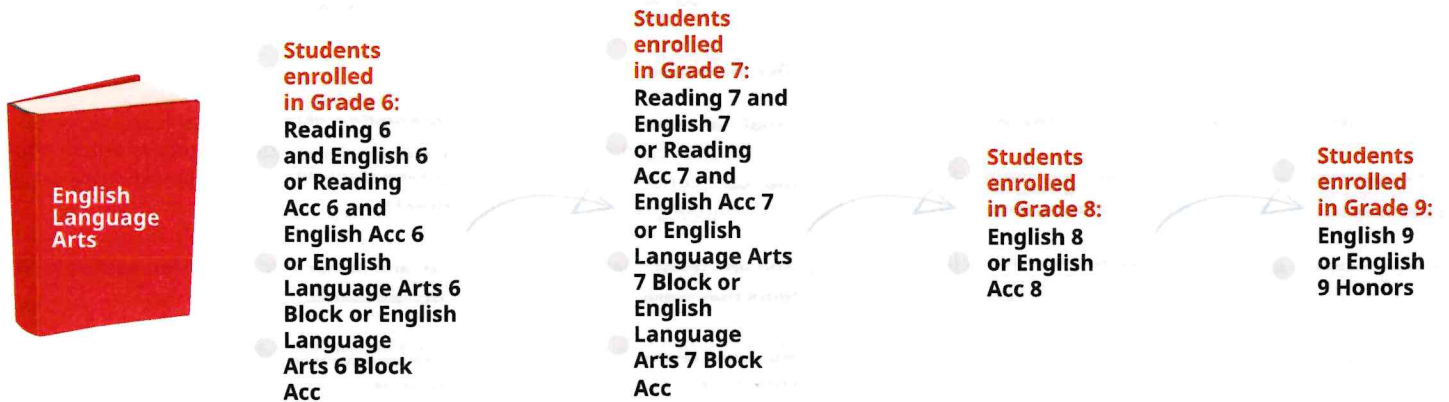 English
Language
Arts
Students
enrolled
in Grade 6:
Reading 6
and English 6
or Reading
Acc 6 and
English Acc 6
or English
Language Arts 6
Block or English
Language
Arts 6 Block
Acc
Students
enrolled
in Grade 7:
Reading 7 and
English 7
or Reading
Acc 7 and
English Acc 7
or English
Language Arts
7 Block or
English
Language
Arts 7 Block
Acc
Students
enrolled
in Grade 8:
English 8
or English
Acc 8
Students
enrolled
in Grade 9:
English 9
or English
9 Honors